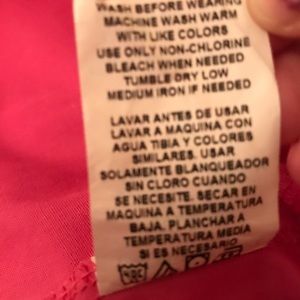 WASH BEFORE WEARING
MACHINE WASH WARM
WITH LIKE COLORS
USE ONLY NON-CHLORINE
BLEACH WHEN NEEDED
TUMBLE DRY LOW
MEDIUM IRON IF NEEDED
LAVAR ANTES DE USAR
LAVAR A MAQUINA CON
AGUA TIBIA Y COLORES
SIMILARES. USAR
SOLAMENTE BLANQUEADOR
SIN CLORO CUANDO
SE NECESITE. SECAR EN
MAQUINA A TEMPERATURA
BAJA. PLANCHAR A
TEMPERATURA MEDIA
SI ES NECESARIO